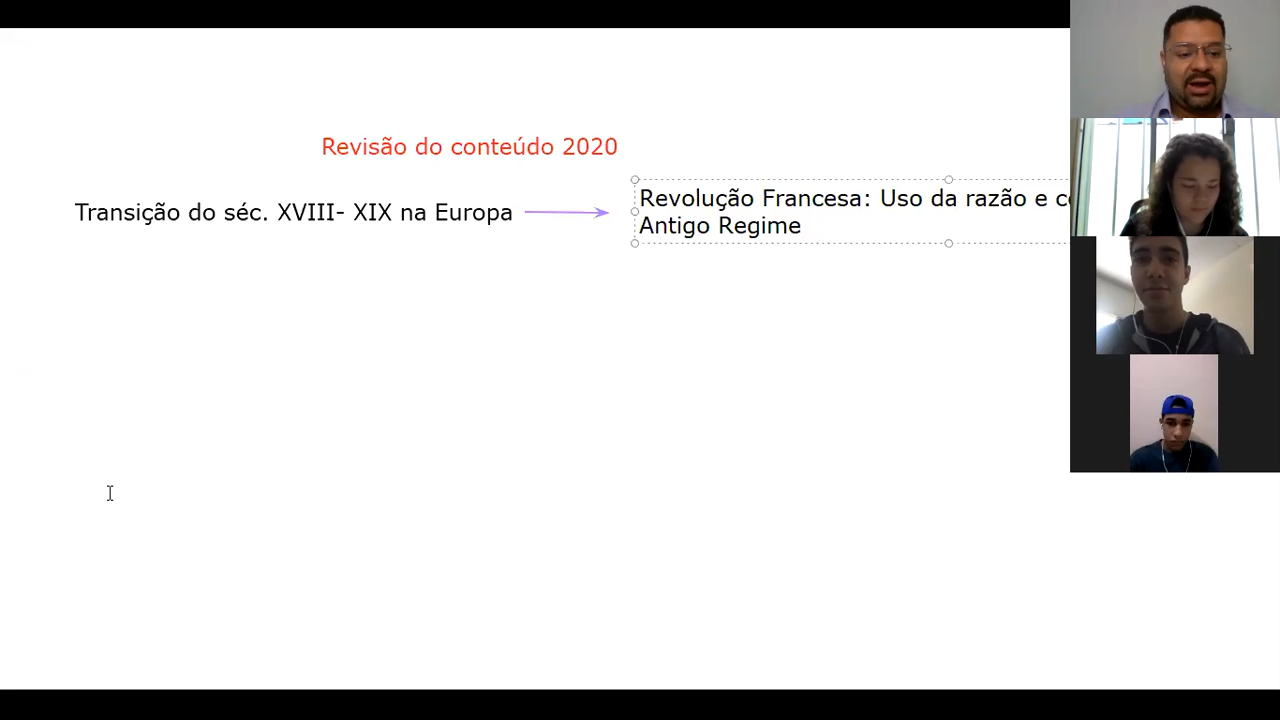 Revisão do conteúdo 2020
Transição do séc. XVIII- XIX na Europa
Revolução Francesa: Uso da razão e
Antigo Regime